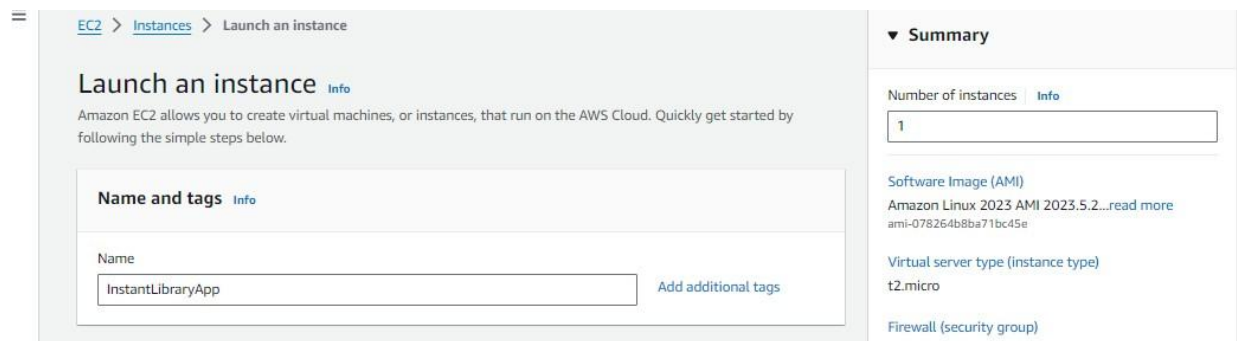 EC2 > Instances > Launch an instance
Launch an instance Info
Amazon EC2 allows you to create virtual machines, or instances, that run on the AWS Cloud. Quickly get started by
following the simple steps below.
Name and tags Info
Name
InstantLibraryApp
Add additional tags
Summary
Number of instances Info
1
Software Image (AMI)
Amazon Linux 2023 AMI 2023.5.2...read more
ami-078264b8ba71bc45e
Virtual server type (instance type)
t2.micro
Firewall (security group)